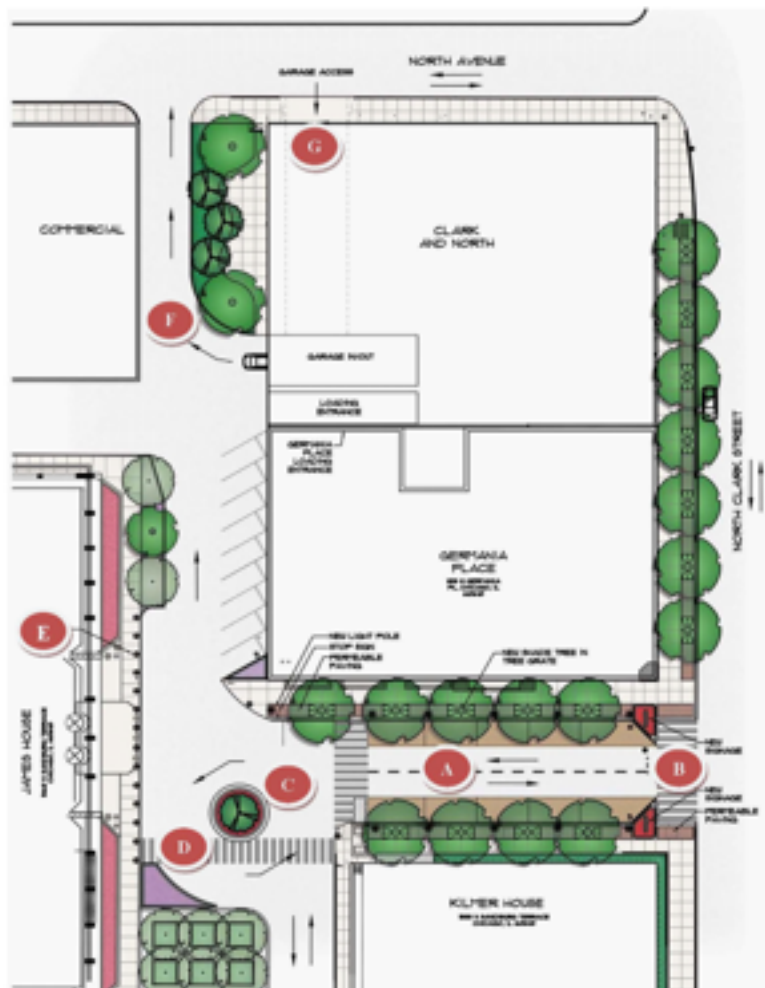 NORTH AVENUE
GARAGE ACCESS
G
COMMERCIAL
CLARK
AND NORTH
F
GARAGE IN/OUT
LOADING
ENTRANCE
GERMANIA
PLACE
LOADING
ENTRANCE
NORTH CLARK STREET
GERMANIA
PLACE
E
NEW LIGHT POLE
STOP SIGN
PERMEABLE
PAVING
NEW SHADE TREE IN
TREE GRATE
JAMES HOUSE
NEW
SIGNAGE
A
B
C
NEW
SIGNAGE
PERMEABLE
PAVING
D
KILMER HOUSE